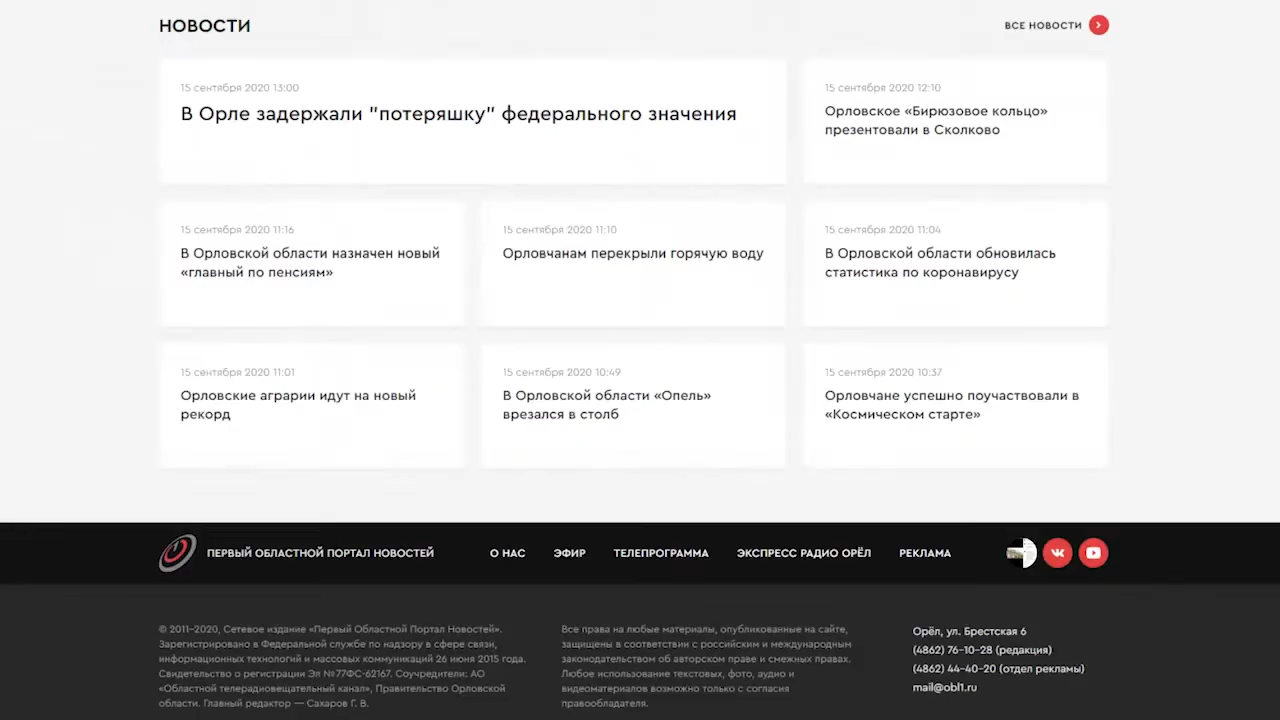 НОВОСТИ
ВСЕ НОВОСТИ
15 сентября 2020 13:00
В Орле задержали "потеряшку" федерального значения
15 сентября 2020 12:10
Орловское «Бирюзовое кольцо»
презентовали в Сколково
15 сентября 2020 11:16
В Орловской области назначен новый
«главный по пенсиям»
15 сентября 2020 11:10
Орловчанам перекрыли горячую воду
15 сентября 2020 11:04
В Орловской области обновилась
статистика по коронавирусу
15 сентября 2020 11:01
Орловские аграрии идут на новый
рекорд
15 сентября 2020 10:49
В Орловской области «Опель»
врезался в столб
15 сентября 2020 10:37
Орловчане успешно поучаствовали в
«Космическом старте»
ПЕРВЫЙ ОБЛАСТНОЙ ПОРТАЛ НОВОСТЕЙ
О НАС
ЭФИР
ТЕЛЕПРОГРАММА
ЭКСПРЕСС РАДИО ОРЁЛ
РЕКЛАМА
© 2011-2020, Сетевое издание «Первый Областной Портал Новостей».
Зарегистрировано в Федеральной службе по надзору в сфере связи,
информационных технологий и массовых коммуникаций 26 июня 2015 года.
Свидетельство о регистрации Эл №77ФС-62167. Соучредители: АО
«Областной телерадиовещательный канал», Правительство Орловской
области. Главный редактор — Сахаров Г. В.
Все права на любые материалы, опубликованные на сайте,
защищены в соответствии с российским и международным
законодательством об авторском праве и смежных правах.
Любое использование текстовых, фото, аудио и
видеоматериалов возможно только с согласия
правообладателя.
Орёл, ул. Брестская 6
(4862) 76-10-28 (редакция)
(4862) 44-40-20 (отдел рекламы)
mail@obl1.ru